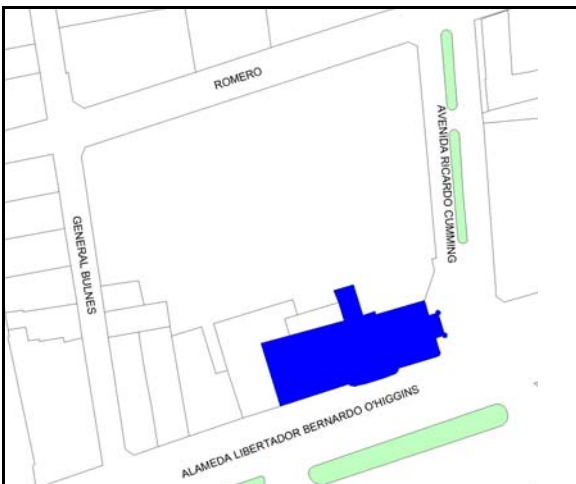 ROMERO
AVENIDA RICARDO CUMMING
GENERAL BULNES
ALAMEDA LIBERTADOR BERNARDO O'HIGGINS